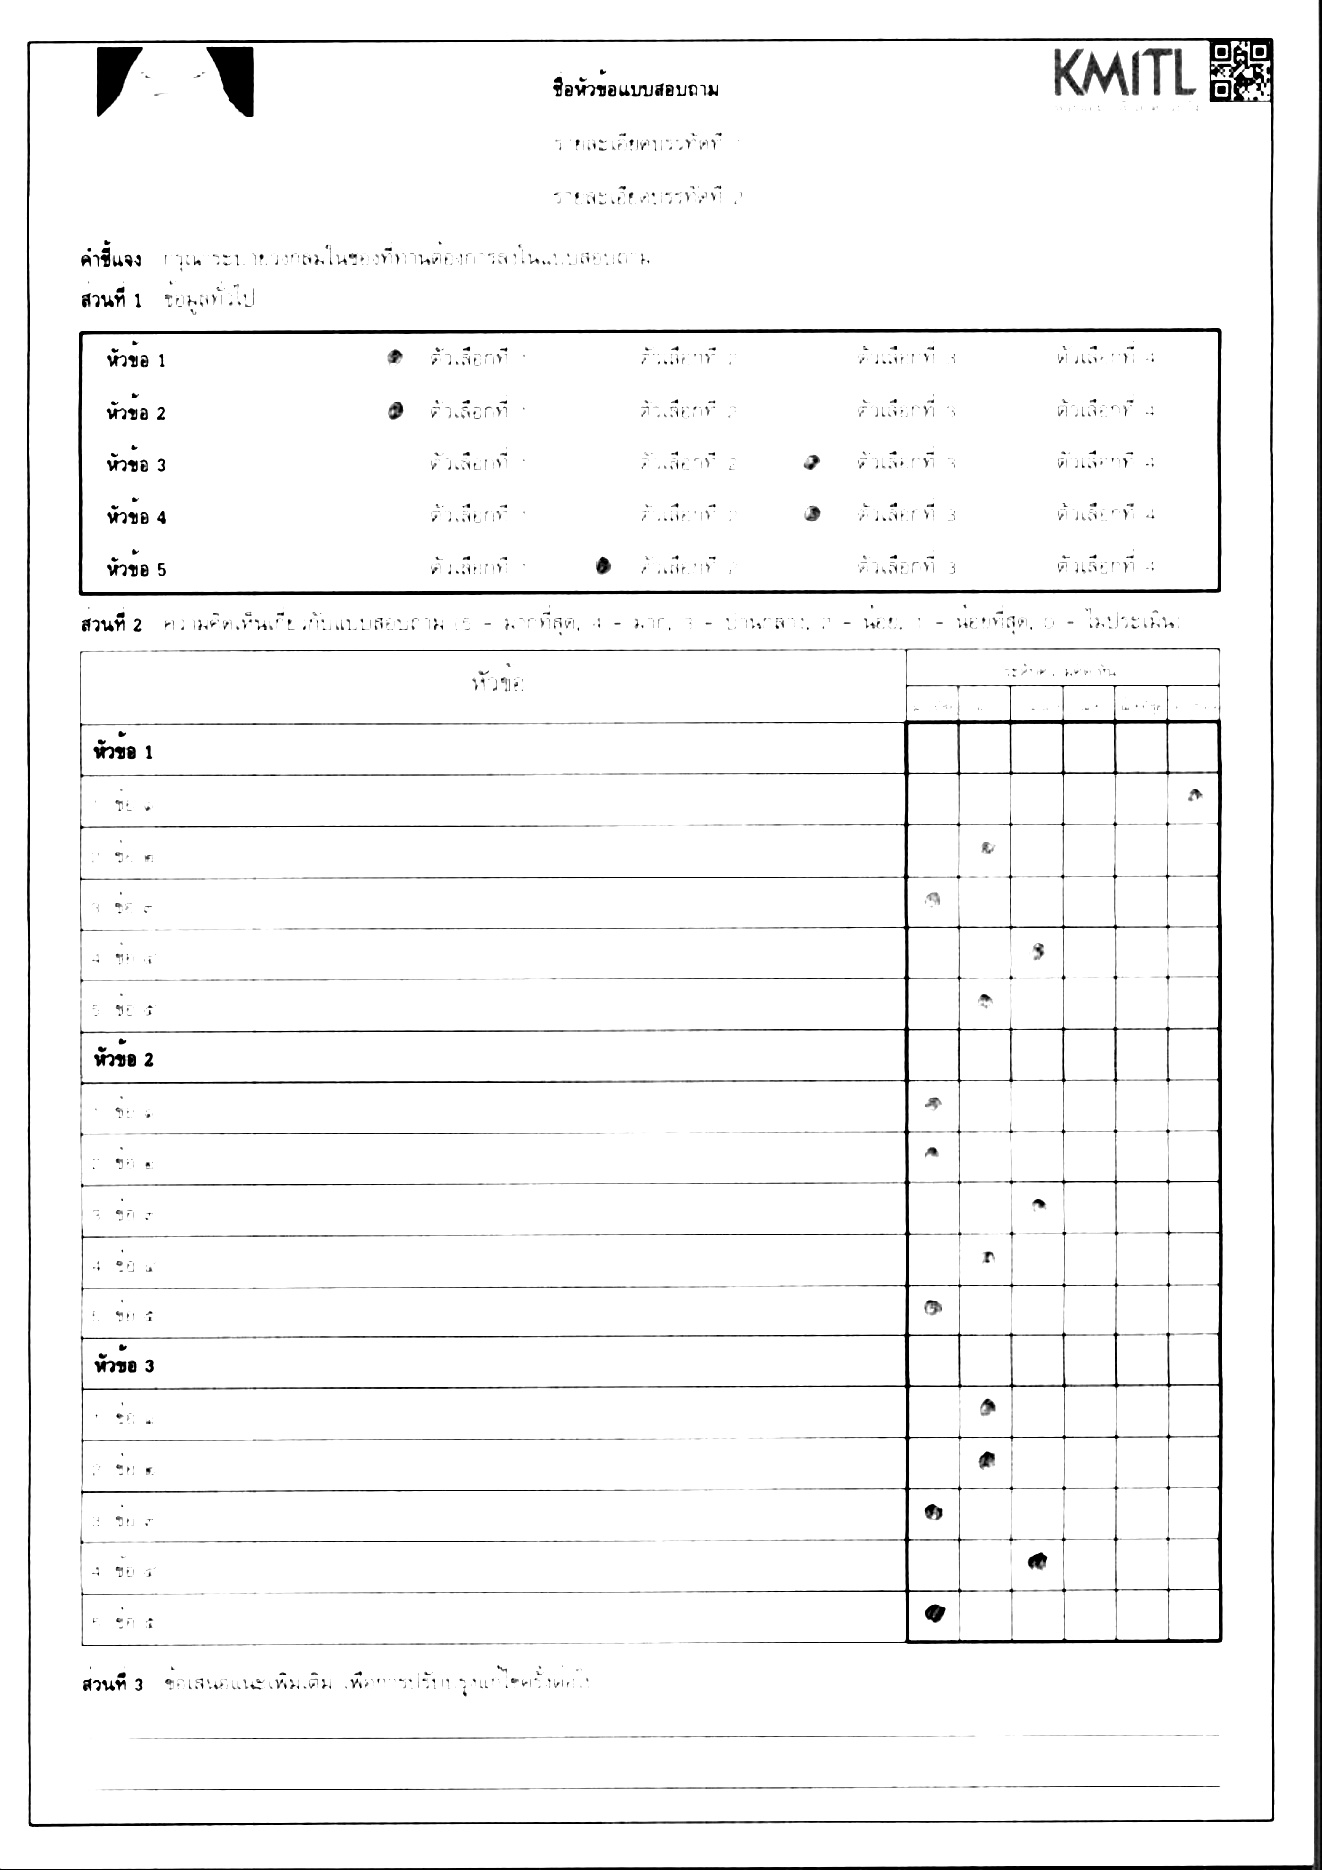 KMITL
ชื่อหัวข้อแบบสอบถาม
รายละเอียดบรรทัดที่ 1
รายละเอียดบรรทัดที่ 2
คำชี้แจง กรุณาระบายวงกลมในช่องที่ท่านต้องการลงในแบบสอบถาม
ส่วนที่ 1 ข้อมูลทั่วไป
หัวข้อ 1 ตัวเลือกที่ 1 ตัวเลือกที่ 2 ตัวเลือกที่ 3 ตัวเลือกที่ 4
หัวข้อ 2 ตัวเลือกที่ 1 ตัวเลือกที่ 2 ตัวเลือกที่ 3 ตัวเลือกที่ 4
หัวข้อ 3 ตัวเลือกที่ 1 ตัวเลือกที่ 2 ตัวเลือกที่ 3 ตัวเลือกที่ 4
หัวข้อ 4 ตัวเลือกที่ 1 ตัวเลือกที่ 2 ตัวเลือกที่ 3 ตัวเลือกที่ 4
หัวข้อ 5 ตัวเลือกที่ 1 ตัวเลือกที่ 2 ตัวเลือกที่ 3 ตัวเลือกที่ 4
ส่วนที่ 2 ความคิดเห็นเกี่ยวกับแบบสอบถาม (5 - มากที่สุด, 4 - มาก, 3 - ปานกลาง, 2 - น้อย, 1 - น้อยที่สุด, 0 - ไม่ประเมิน)
หัวข้อ ระดับความคิดเห็น
หัวข้อ 1
1. ข้อ ๑
2. ข้อ ๒
3. ข้อ ๓
4. ข้อ ๔
5. ข้อ ๕
หัวข้อ 2
1. ข้อ ๑
2. ข้อ ๒
3. ข้อ ๓
4. ข้อ ๔
5. ข้อ ๕
หัวข้อ 3
1. ข้อ ๑
2. ข้อ ๒
3. ข้อ ๓
4. ข้อ ๔
5. ข้อ ๕
ส่วนที่ 3 ข้อเสนอแนะเพิ่มเติม เพื่อการปรับปรุงแก้ไขครั้งต่อไป